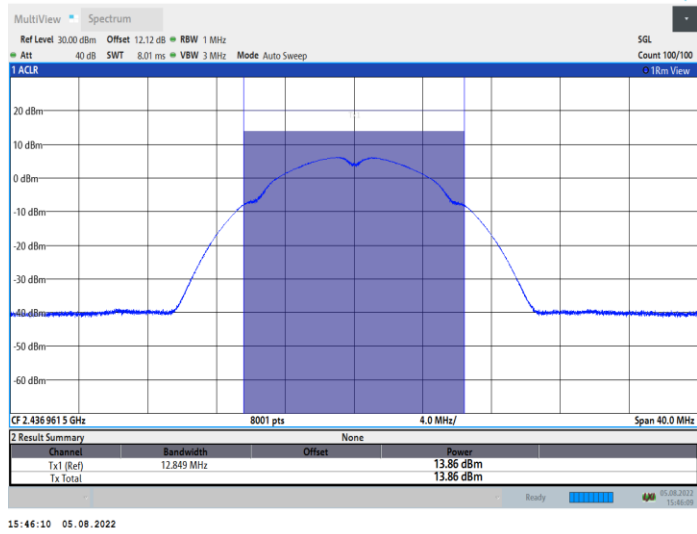 MultiView Spectrum
Ref Level 30.00 dBm Offset 12.12 dB RBW 1 MHz SGL
Att 40 dB SWT 8.01 ms VBW 3 MHz Mode Auto Sweep Count 100/100
1 ACLR 1Rm View
20 dBm
10 dBm
0 dBm
-10 dBm
-20 dBm
-30 dBm
-40 dBm
-50 dBm
-60 dBm
CF 2.436 961 5 GHz 8001 pts 4.0 MHz/ Span 40.0 MHz
2 Result Summary None
Channel Bandwidth Offset Power
Tx1 (Ref) 12.849 MHz 13.86 dBm
Tx Total 13.86 dBm
Ready 05.08.2022
15:46:09
15:46:10 05.08.2022